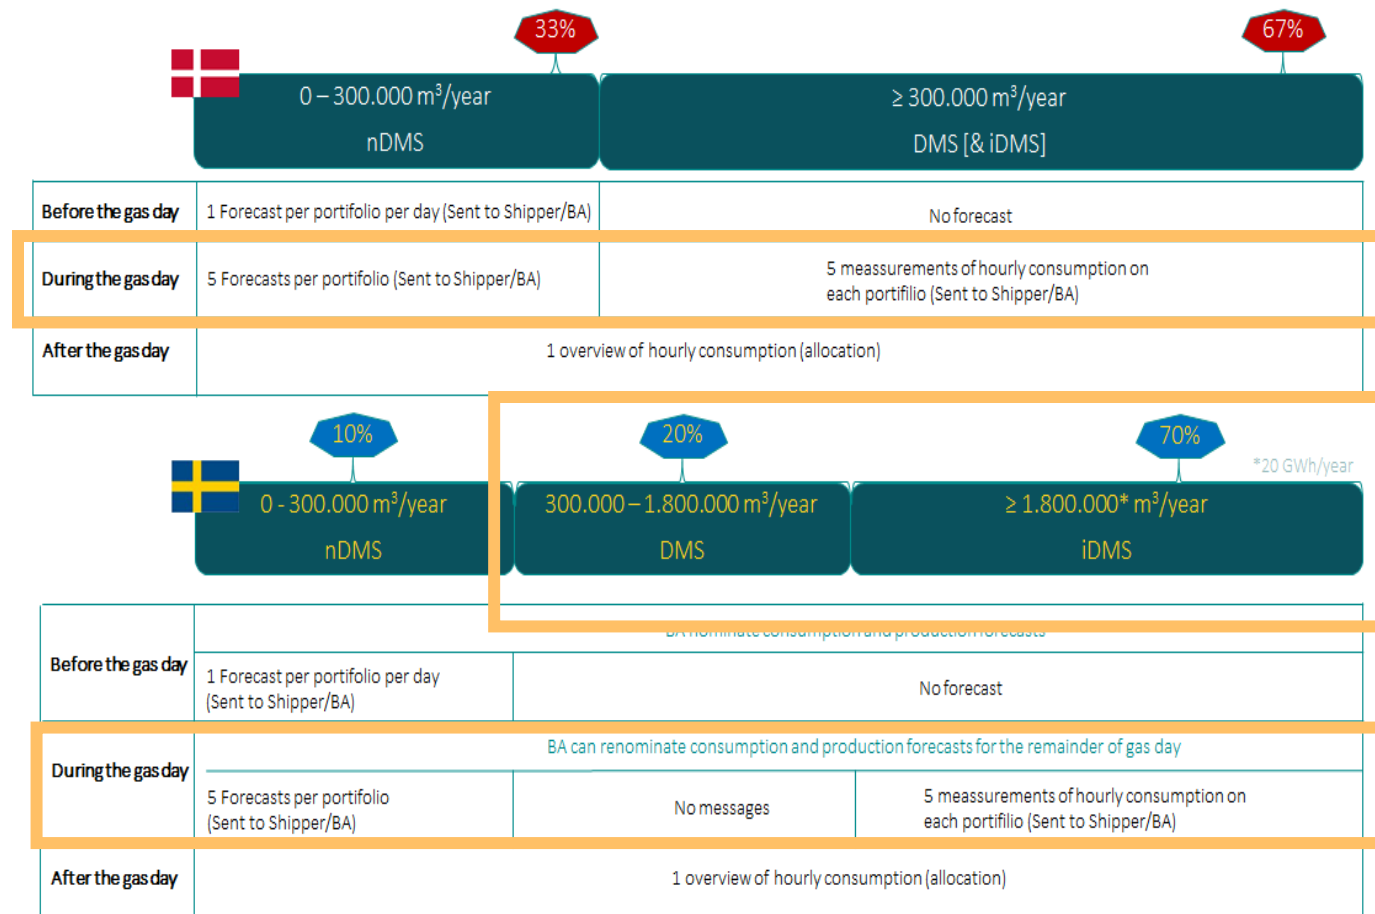 33%
67%
0 – 300.000 m³/year
nDMS
≥ 300.000 m³/year
DMS [& iDMS]
Before the gas day
1 Forecast per portifolio per day (Sent to Shipper/BA)
No forecast
During the gas day
5 Forecasts per portifolio (Sent to Shipper/BA)
5 meassurements of hourly consumption on
each portifilio (Sent to Shipper/BA)
After the gas day
1 overview of hourly consumption (allocation)
10%
20%
70%
*20 GWh/year
0 - 300.000 m³/year
nDMS
300.000 – 1.800.000 m³/year
DMS
≥ 1.800.000* m³/year
iDMS
BA nominate consumption and production forecasts
Before the gas day
1 Forecast per portifolio per day
(Sent to Shipper/BA)
No forecast
During the gas day
BA can renominate consumption and production forecasts for the remainder of gas day
5 Forecasts per portifolio
(Sent to Shipper/BA)
No messages
5 meassurements of hourly consumption on
each portifilio (Sent to Shipper/BA)
After the gas day
1 overview of hourly consumption (allocation)